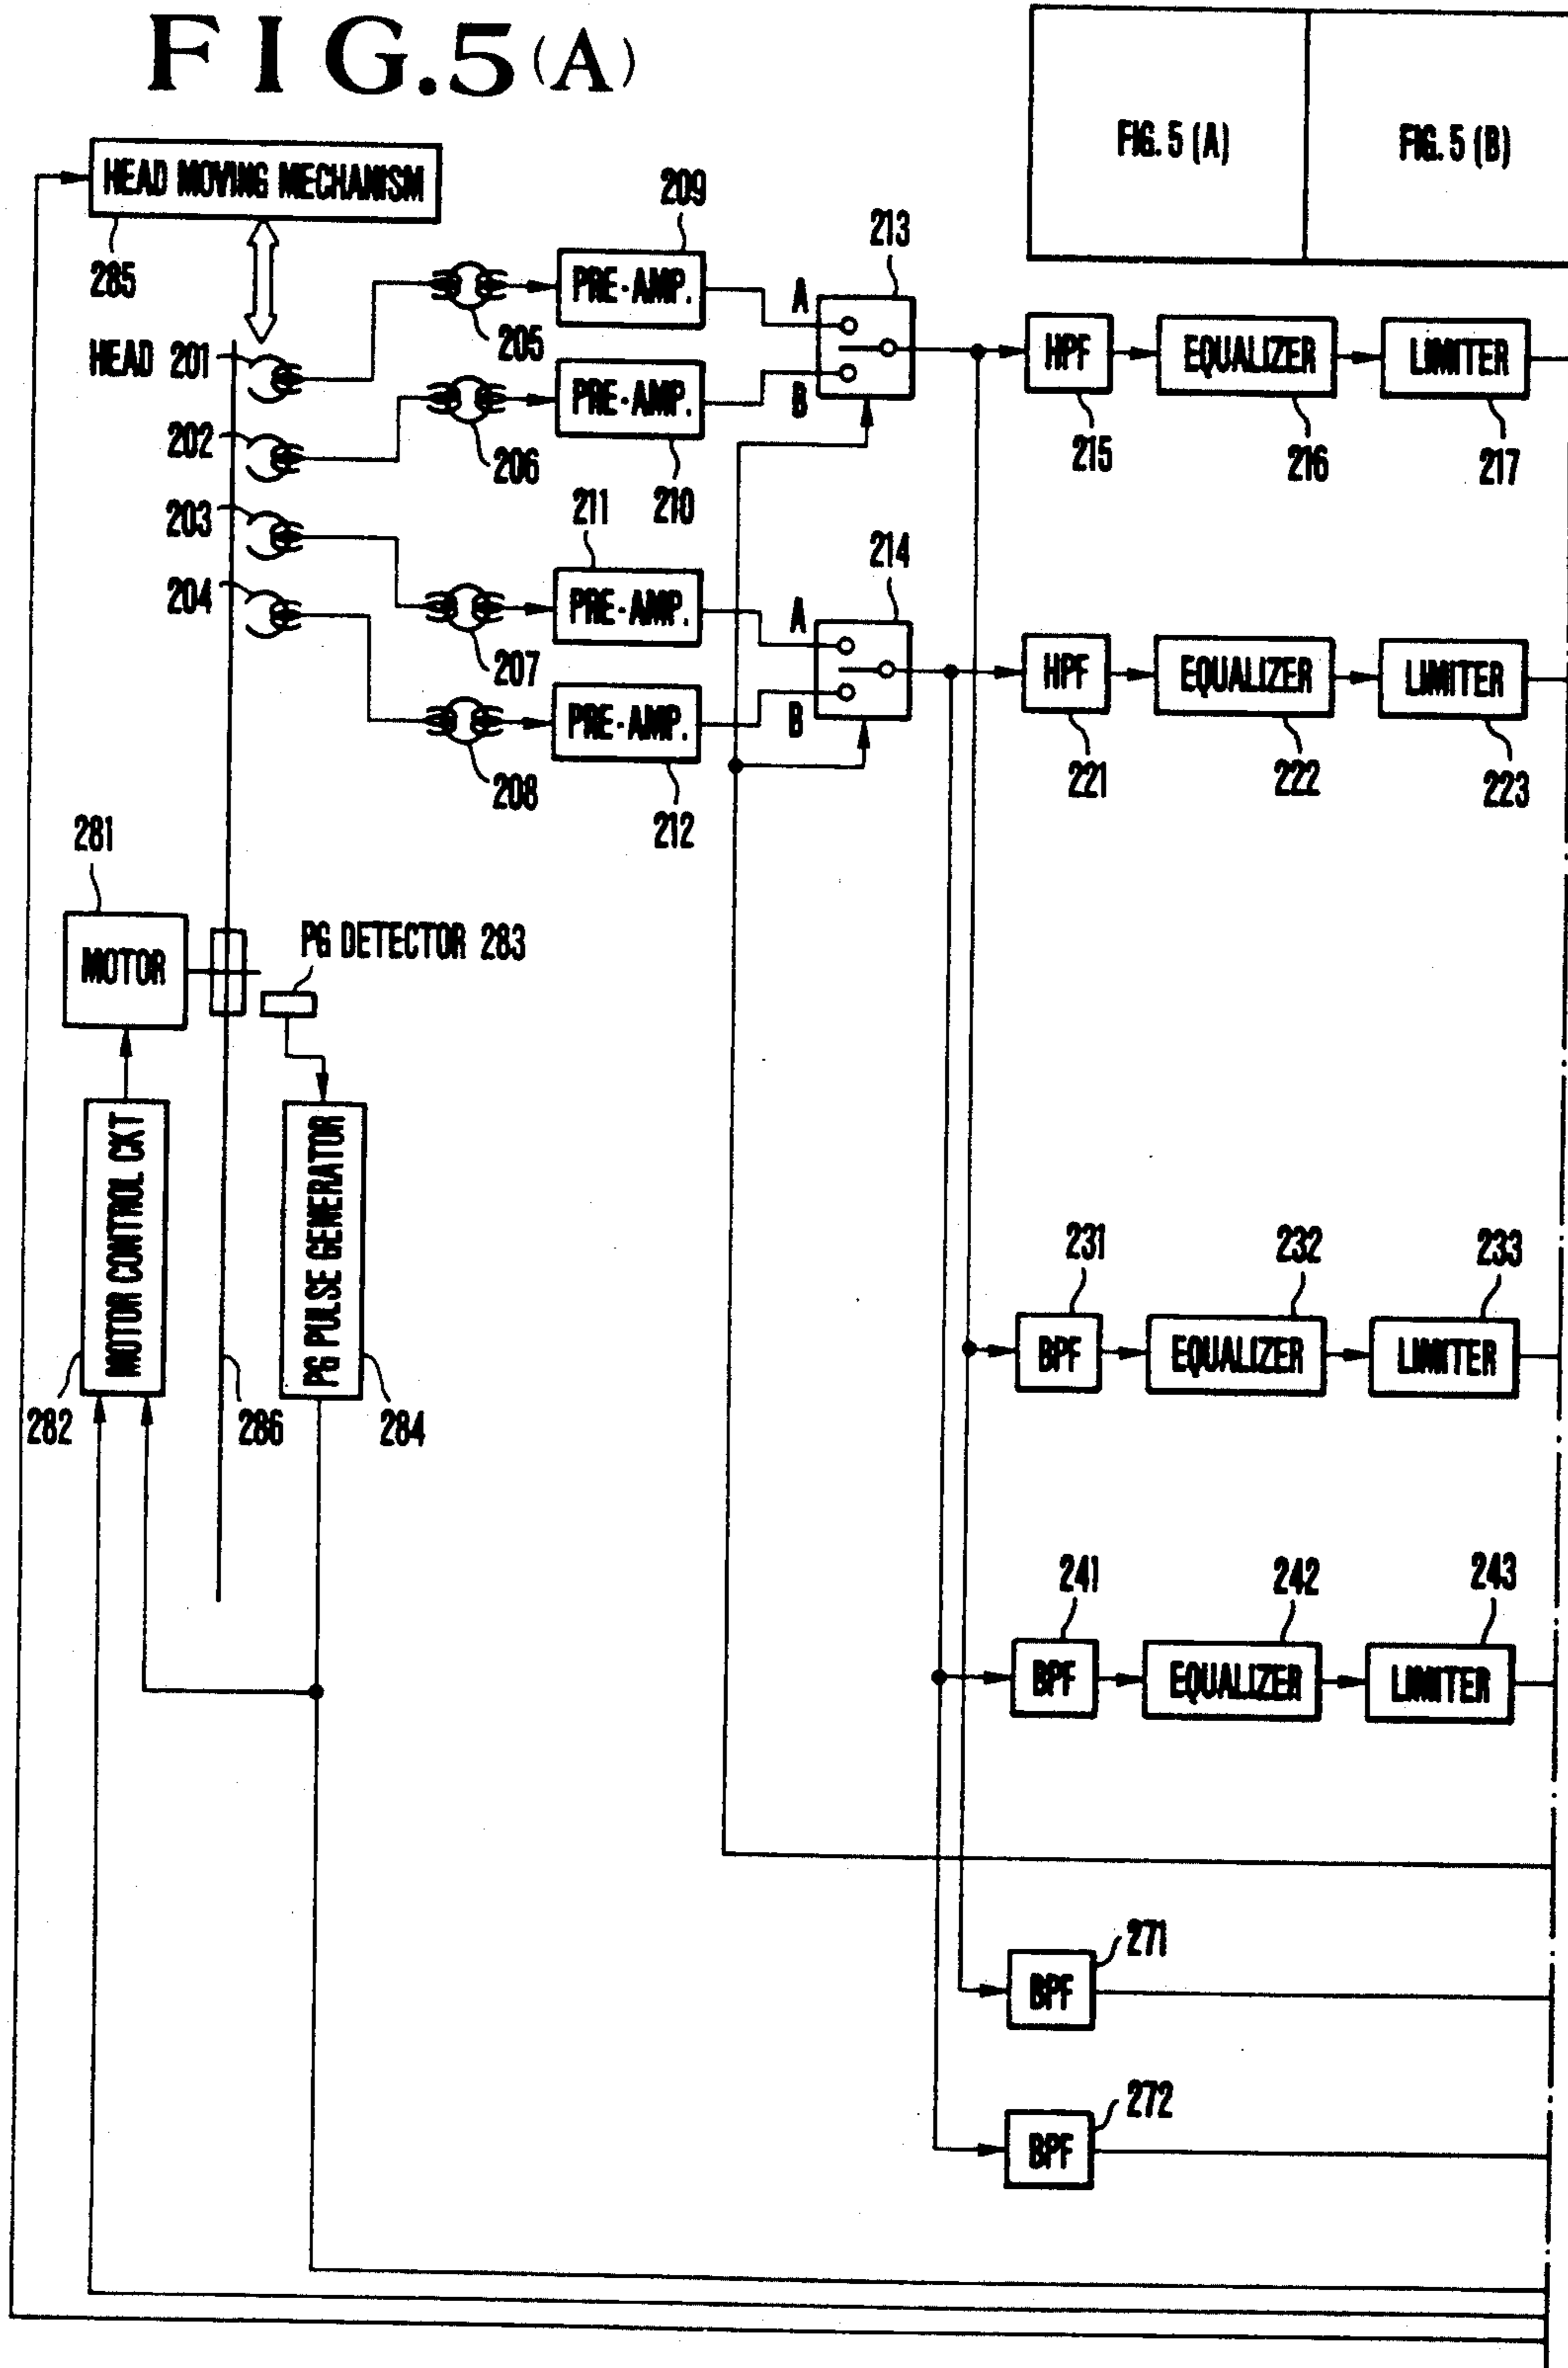 FIG.5(A)
FIG. 5 (A)
FIG. 5 (B)
HEAD MOVING MECHANISM
285
209
213
PRE-AMP.
A
205
HEAD 201
HPF
EQUALIZER
LIMITER
PRE-AMP.
B
202
206
210
215
216
217
211
203
214
204
PRE-AMP.
A
207
HPF
EQUALIZER
LIMITER
PRE-AMP.
B
208
221
222
223
212
281
PG DETECTOR 283
MOTOR
MOTOR CONTROL CKT
PG PULSE GENERATOR
231
232
233
BPF
EQUALIZER
LIMITER
282
286
284
241
242
243
BPF
EQUALIZER
LIMITER
271
BPF
272
BPF